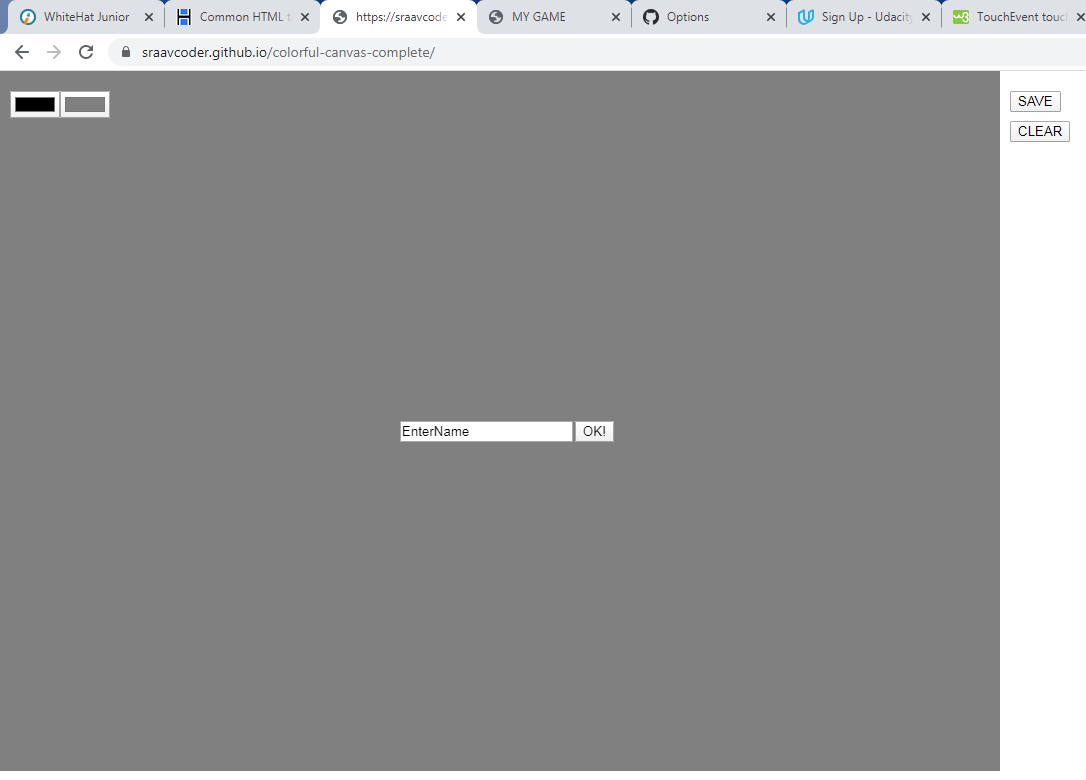 WhiteHat Junior
Common HTML t
https://sraavcode
MY GAME
Options
Sign Up - Udacity
TouchEvent touch
sraavcoder.github.io/colorful-canvas-complete/
SAVE
CLEAR
EnterName OK!